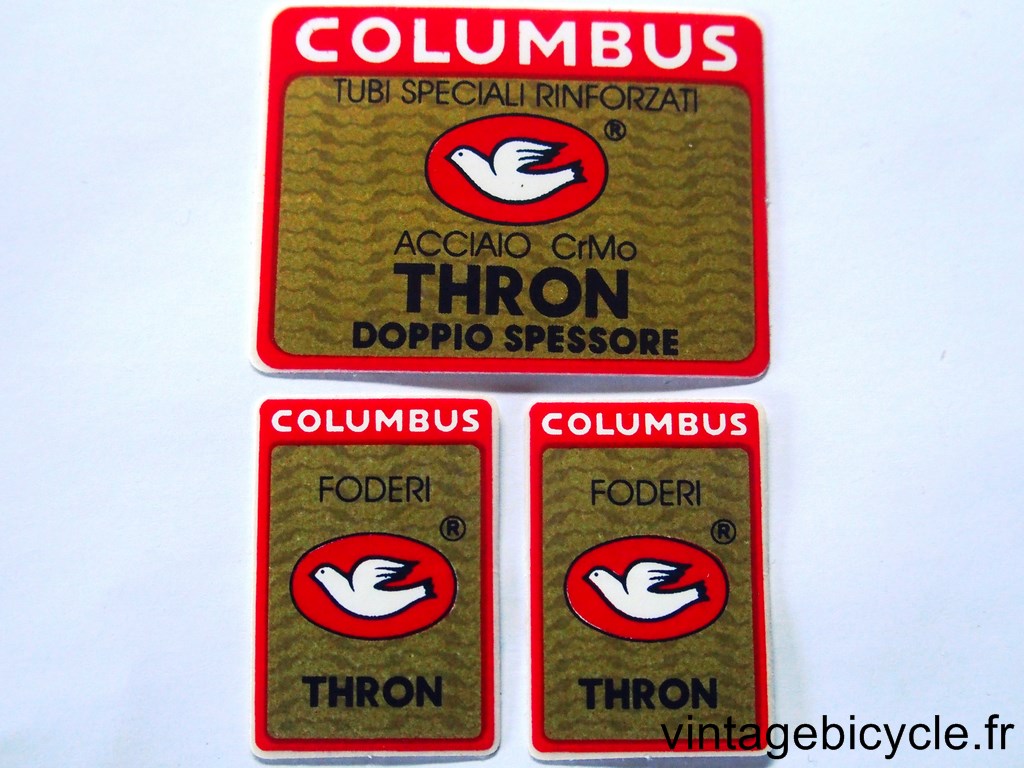 COLUMBUS
TUBI SPECIALI RINFORZATI
®
ACCIAIO CrMo
THRON
DOPPIO SPESSORE
COLUMBUS
FODERI
®
THRON
COLUMBUS
FODERI
®
THRON
vintagebicycle.fr